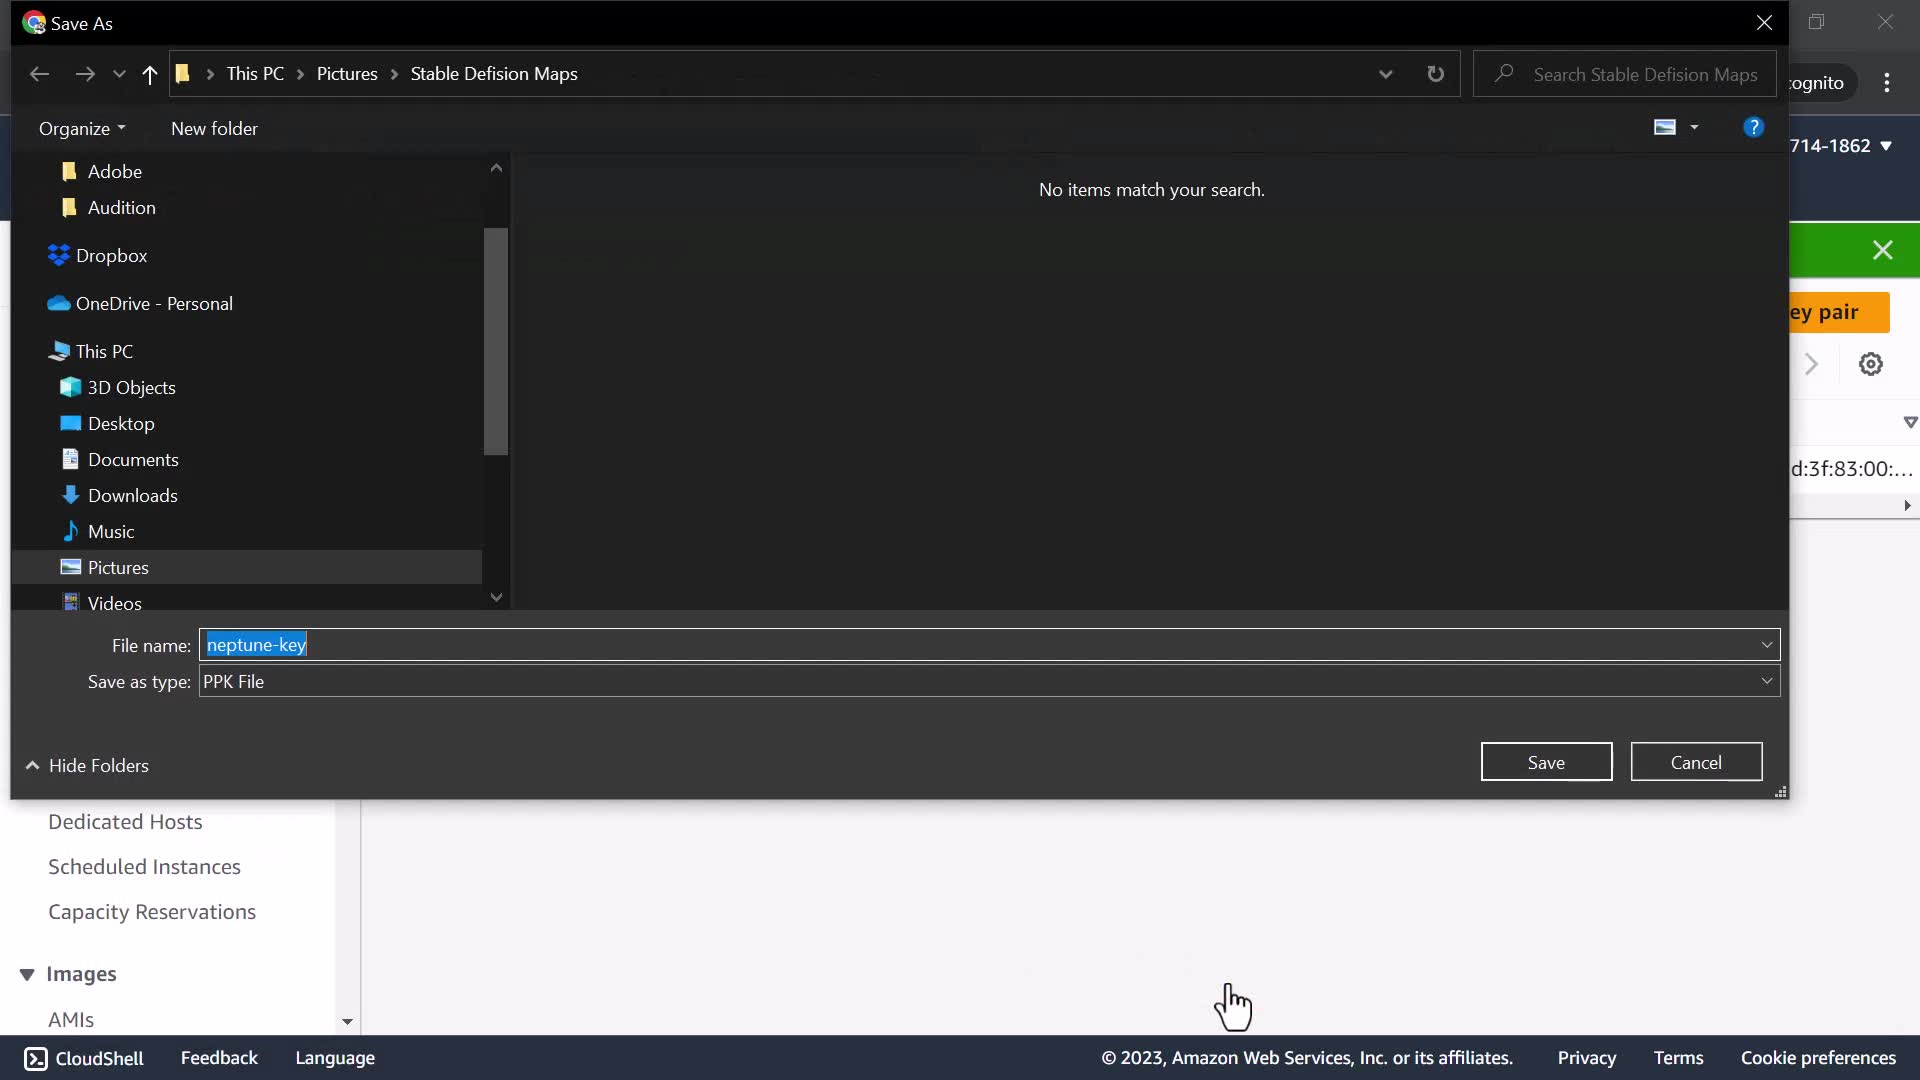 Save As
This PC > Pictures > Stable Defision Maps
Search Stable Defision Maps
ognito
Organize
New folder
?
714-1862
Adobe
Audition
Dropbox
OneDrive - Personal
This PC
3D Objects
Desktop
Documents
Downloads
Music
Pictures
Videos
No items match your search.
ey pair
d:3f:83:00:...
File name: neptune-key
Save as type: PPK File
Hide Folders
Save
Cancel
Dedicated Hosts
Scheduled Instances
Capacity Reservations
Images
AMIs
CloudShell
Feedback
Language
© 2023, Amazon Web Services, Inc. or its affiliates.
Privacy
Terms
Cookie preferences